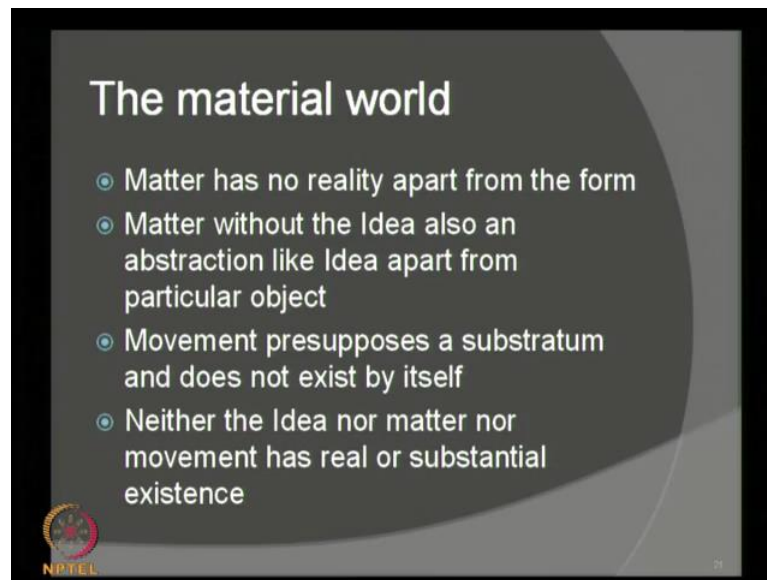 The material world
Matter has no reality apart from the form
Matter without the Idea also an
abstraction like Idea apart from
particular object
Movement presupposes a substratum
and does not exist by itself
Neither the Idea nor matter nor
movement has real or substantial
existence
NPTEL